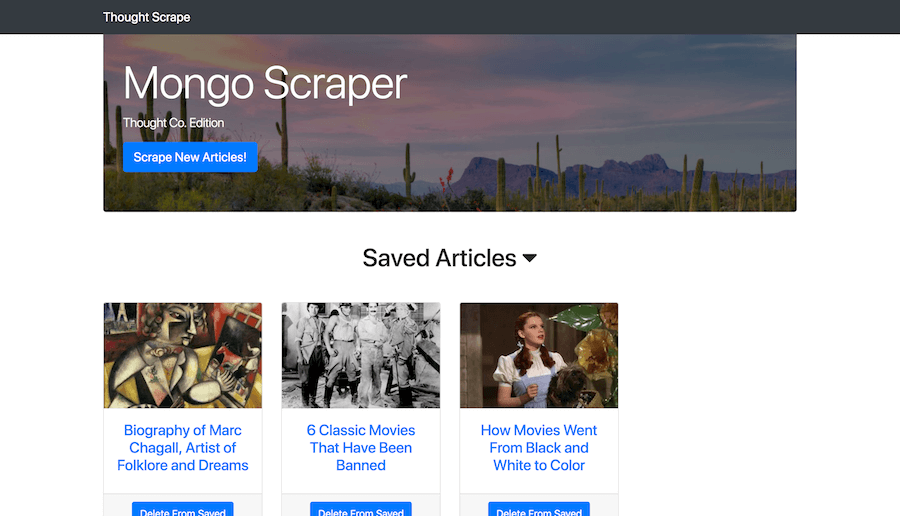 Thought Scrape
Mongo Scraper
Thought Co. Edition
Scrape New Articles!
Saved Articles
Biography of Marc
Chagall, Artist of
Folklore and Dreams
6 Classic Movies
That Have Been
Banned
How Movies Went
From Black and
White to Color
Delete From Saved
Delete From Saved
Delete From Saved